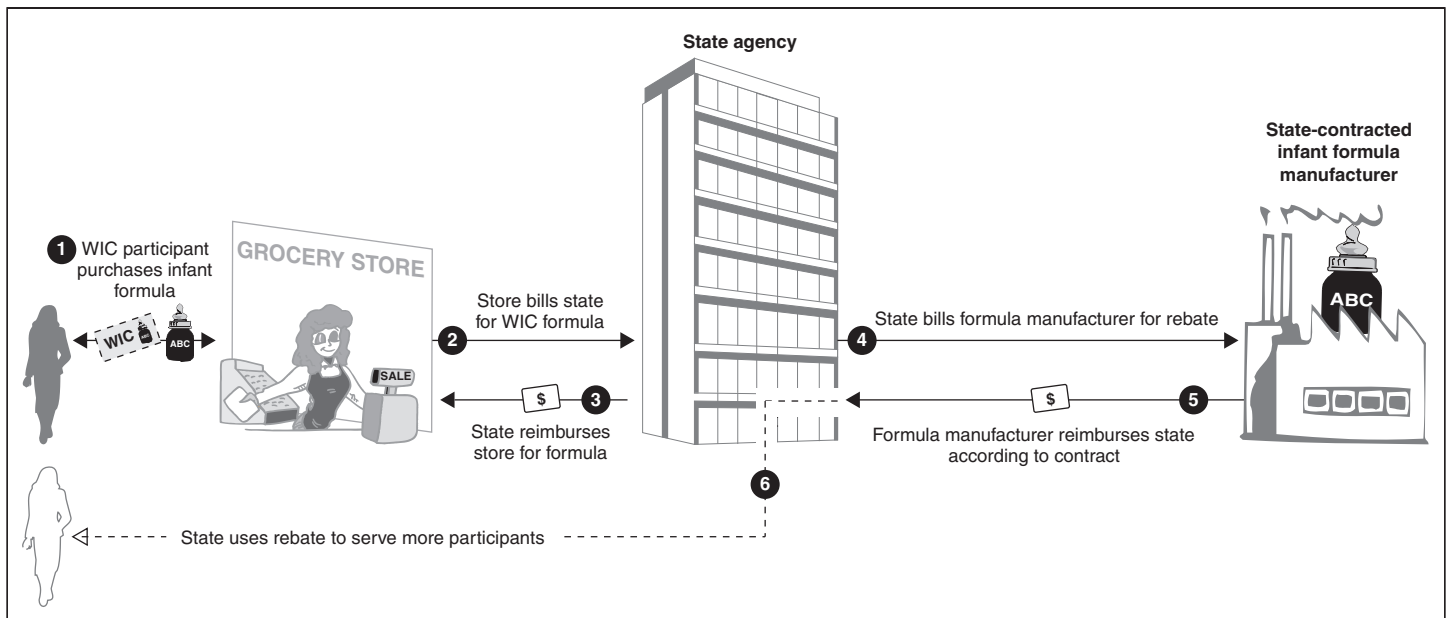 State agency
State-contracted
infant formula
manufacturer
1 WIC participant
purchases infant
formula
WIC
ABC
GROCERY STORE
SALE
2
Store bills state
for WIC formula
$
3
State reimburses
store for formula
4
State bills formula manufacturer for rebate
ABC
$
5
Formula manufacturer reimburses state
according to contract
6
State uses rebate to serve more participants